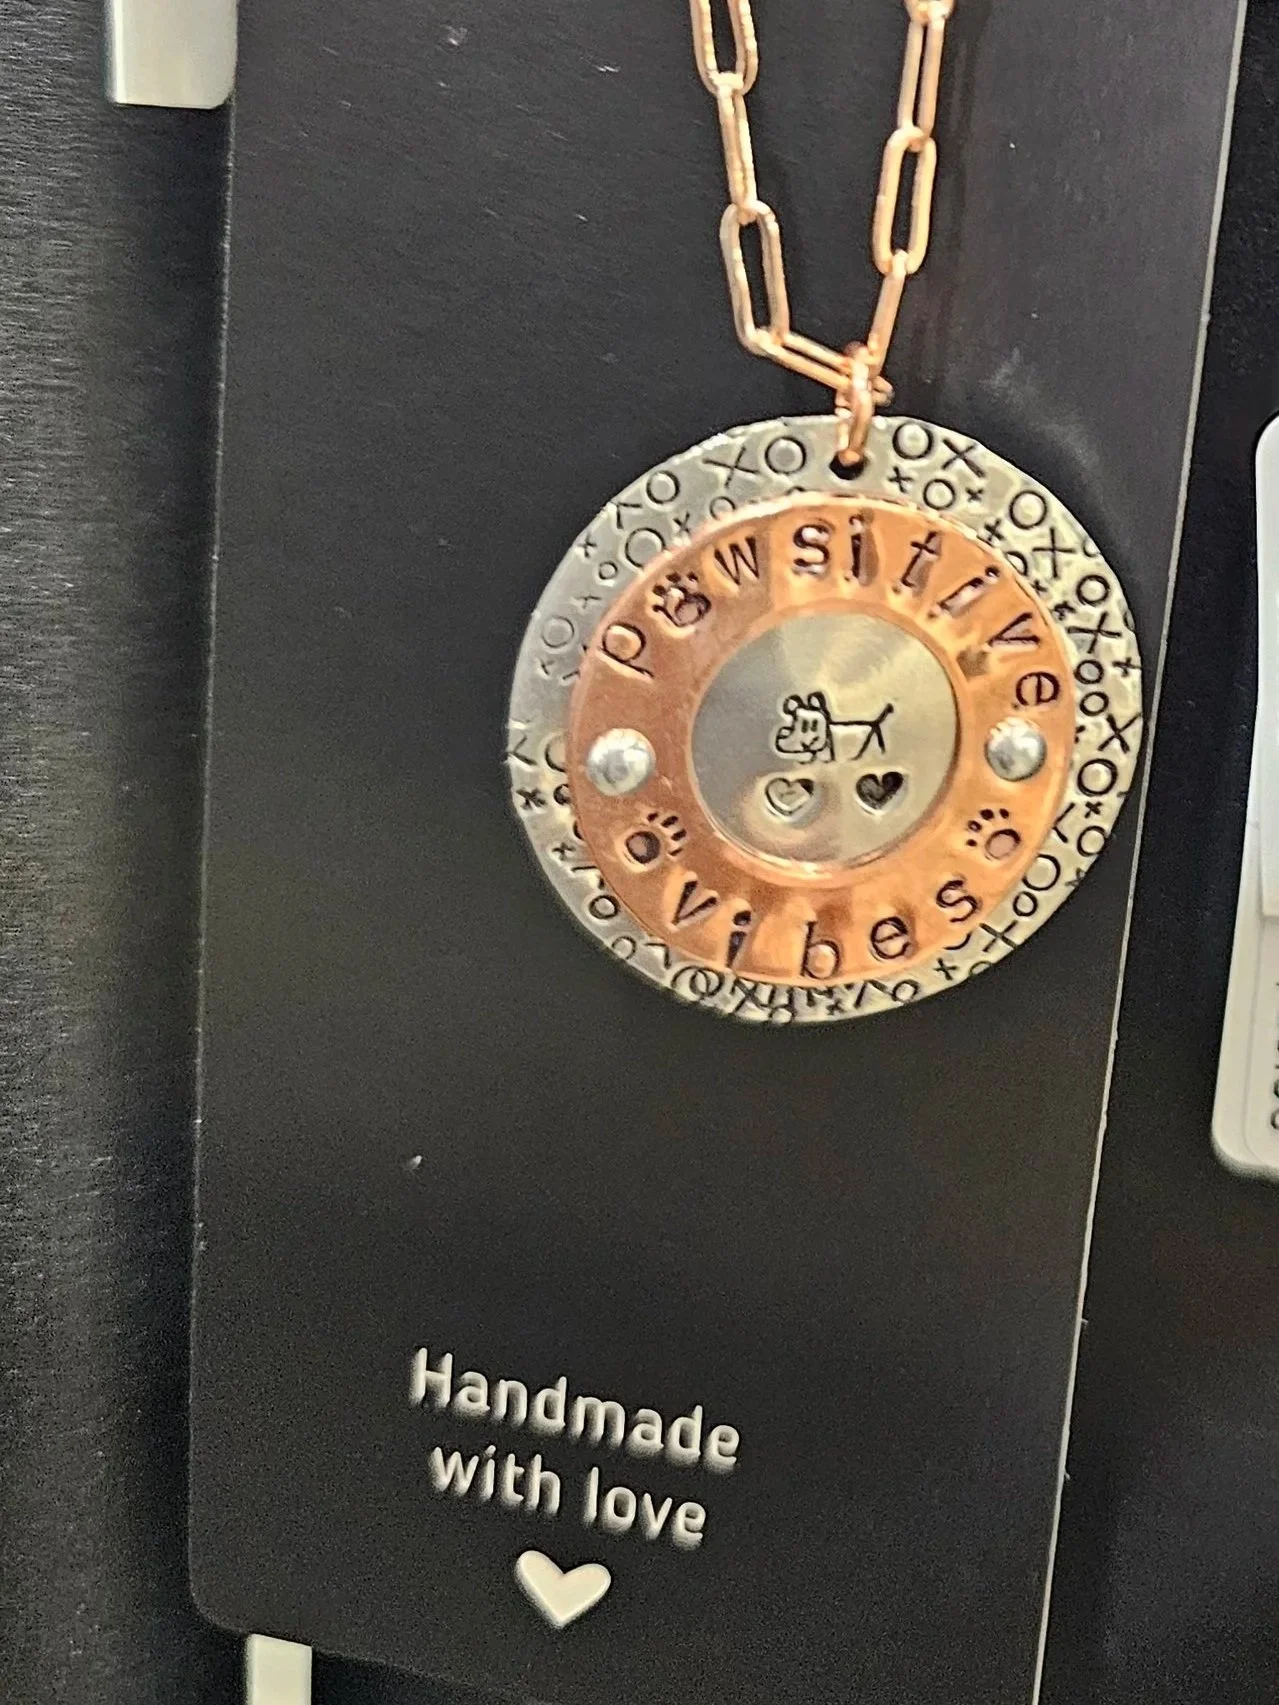 pawsitive
vibes
Handmade
with love